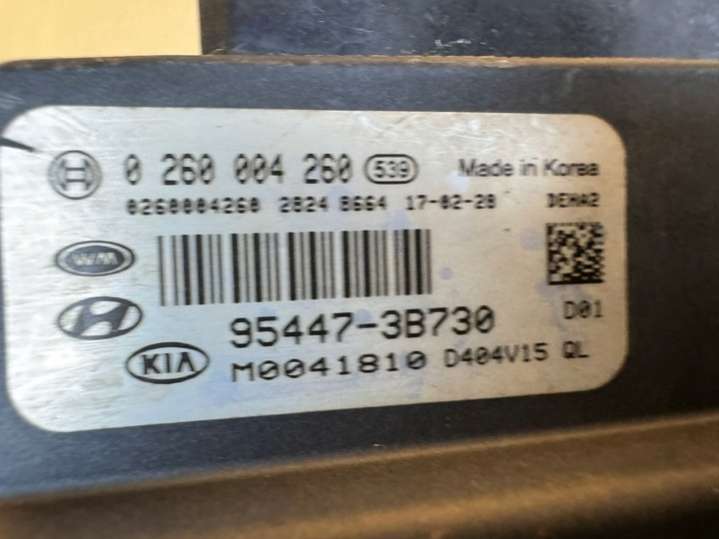 0 260 004 260 539 Made in Korea
0260004260 2824 8664 17-02-28 DEHA2
95447-3B730 D01
KIA M0041810 D404V15 QL